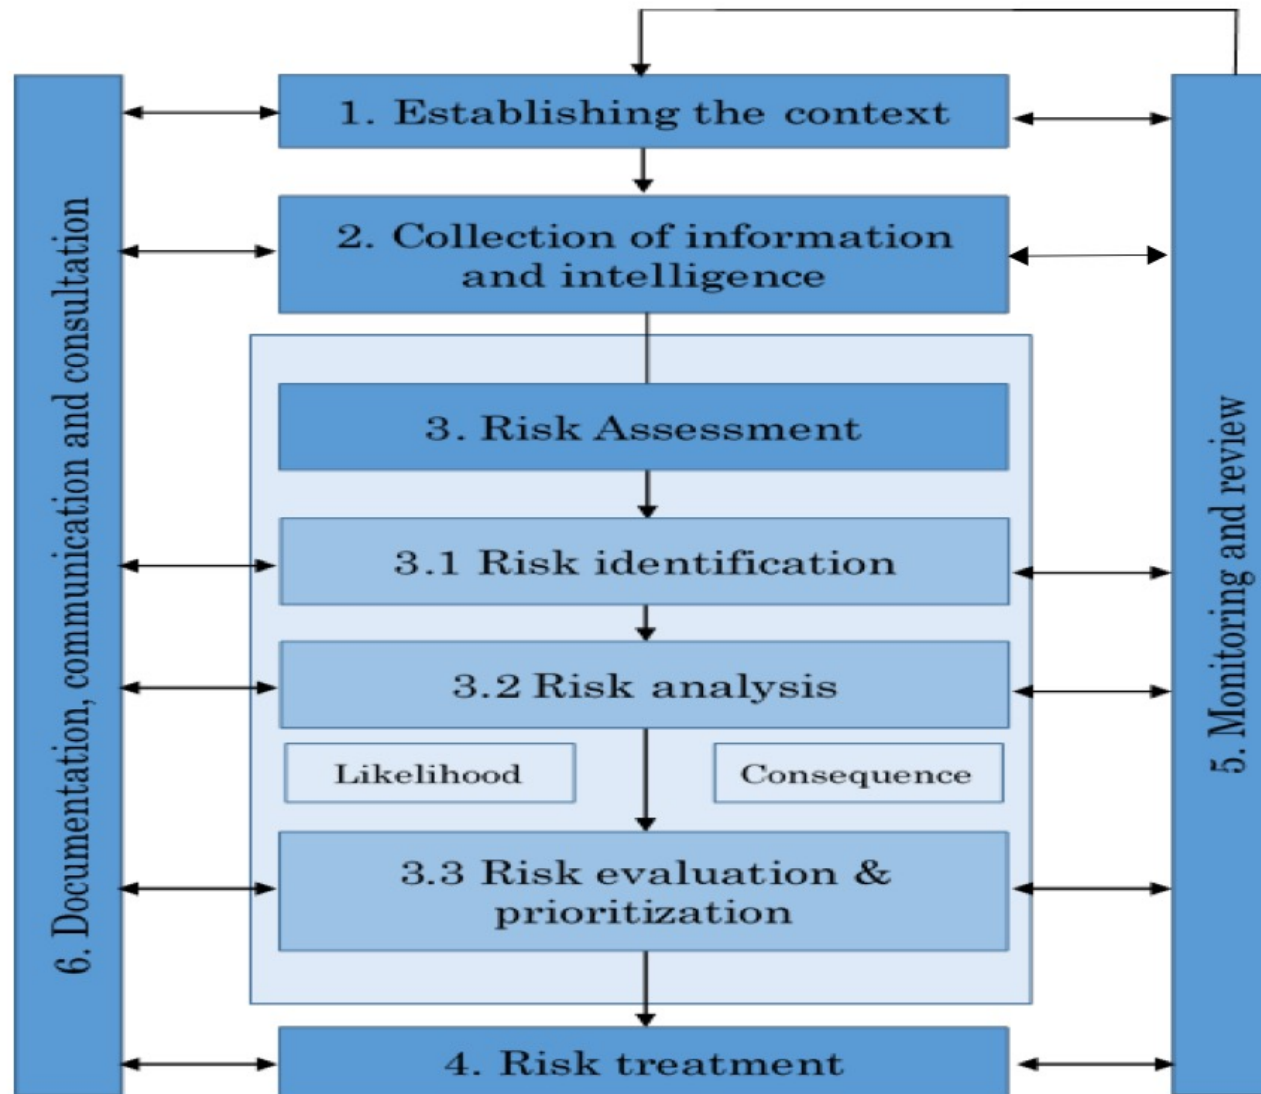 1. Establishing the context
2. Collection of information
and intelligence
3. Risk Assessment
3.1 Risk identification
3.2 Risk analysis
Likelihood
Consequence
3.3 Risk evaluation &
prioritization
4. Risk treatment
5. Monitoring and review
6. Documentation, communication and consultation